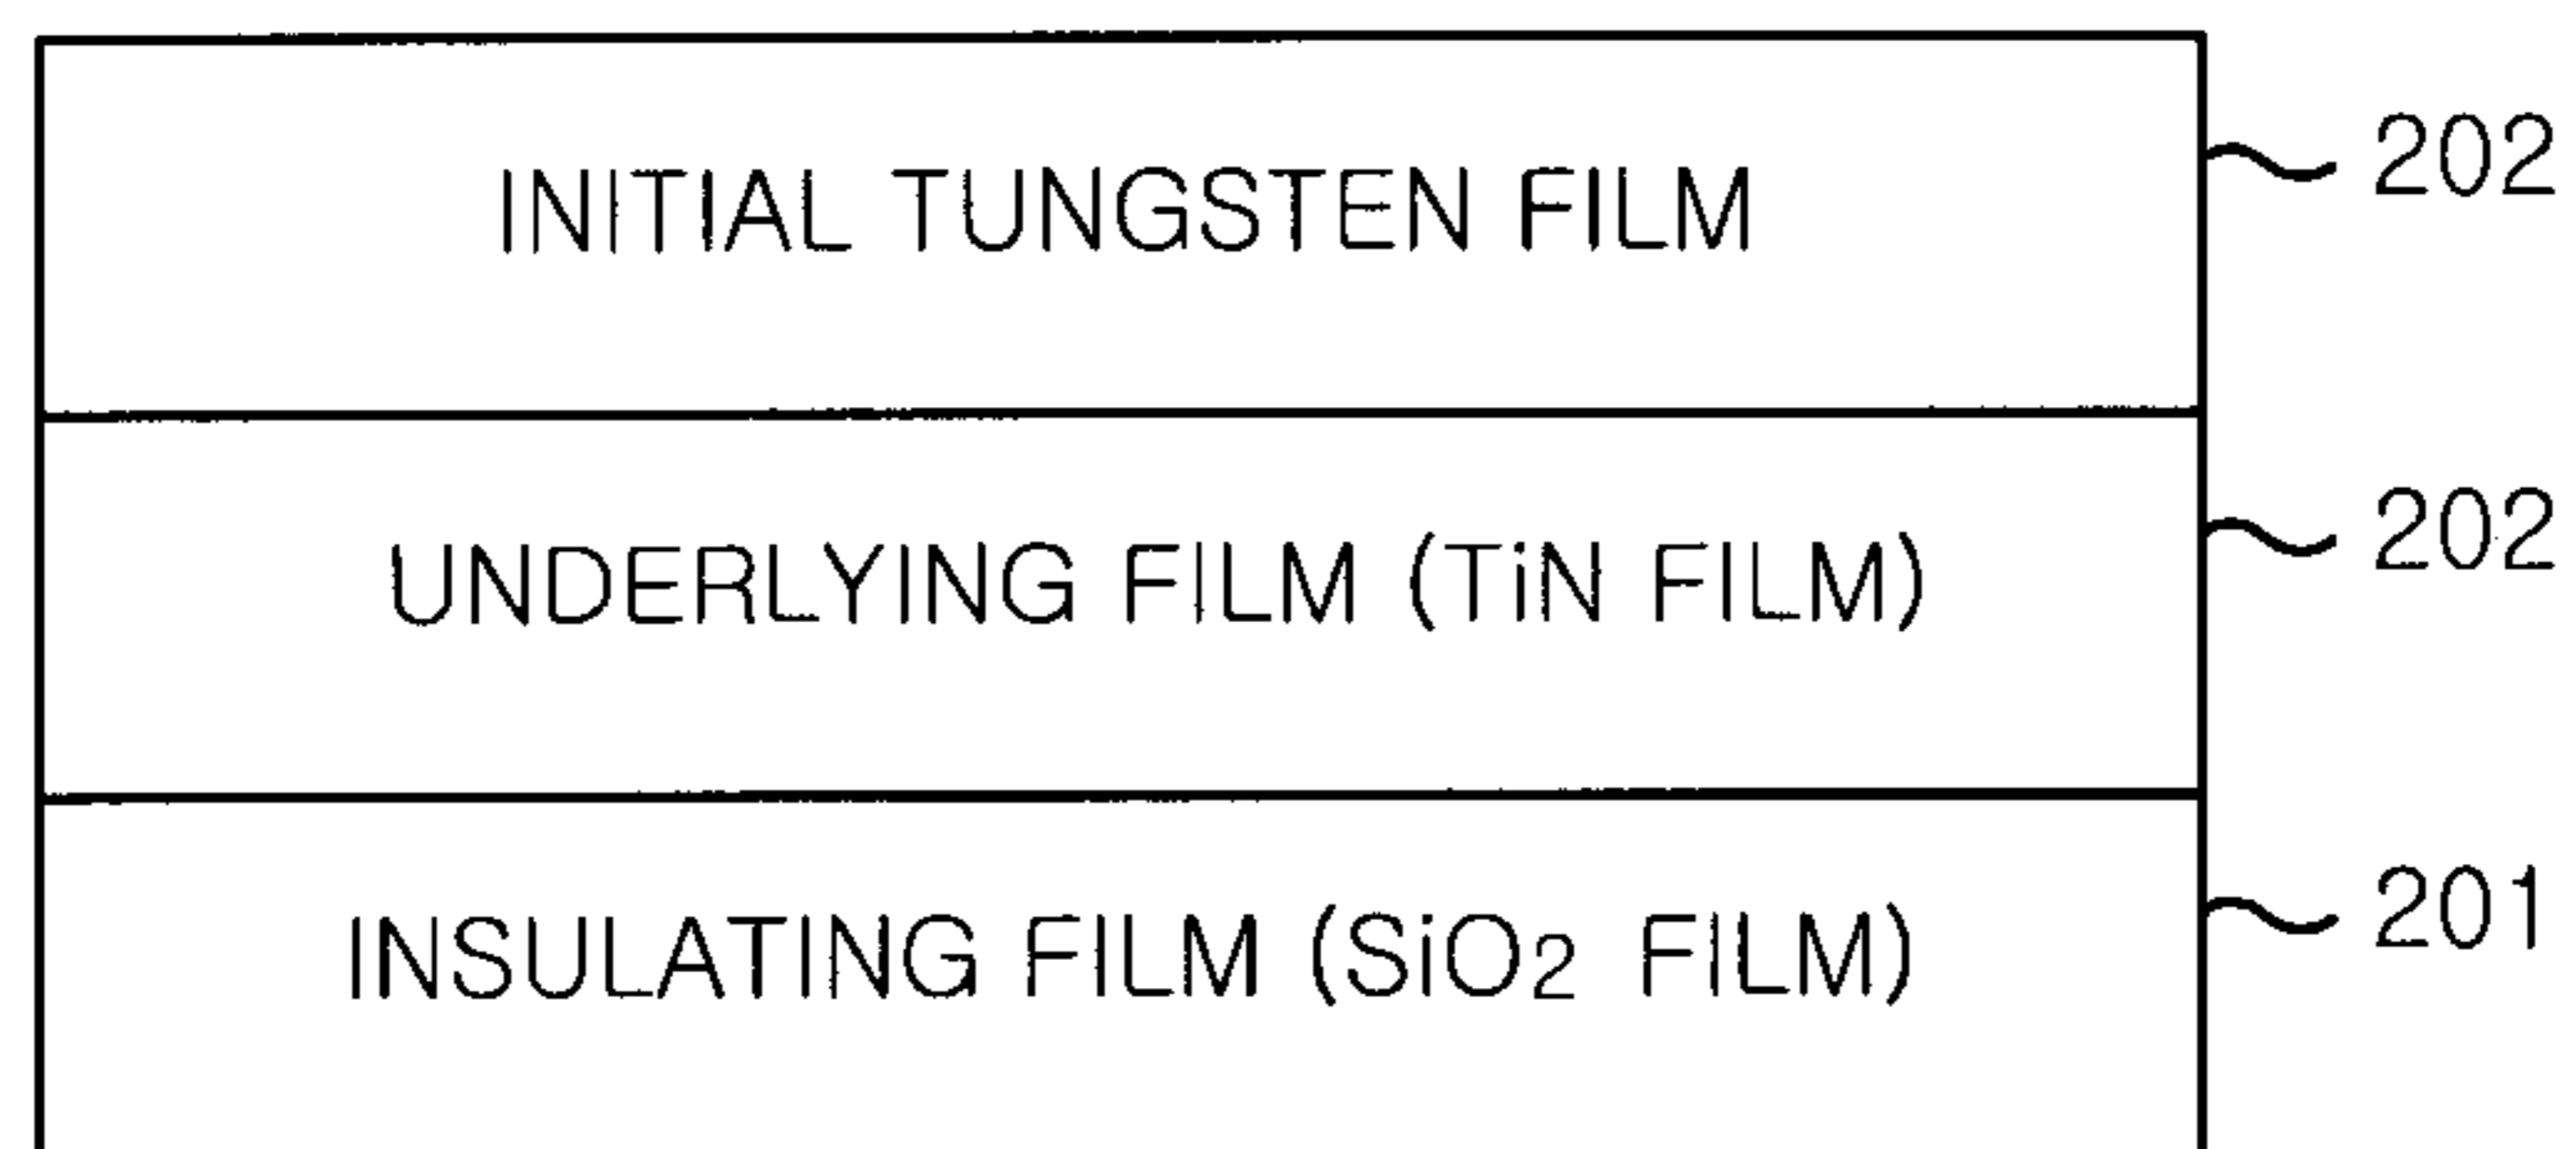 INITIAL TUNGSTEN FILM 202
UNDERLYING FILM (TiN FILM) 202
INSULATING FILM (SiO2 FILM) 201